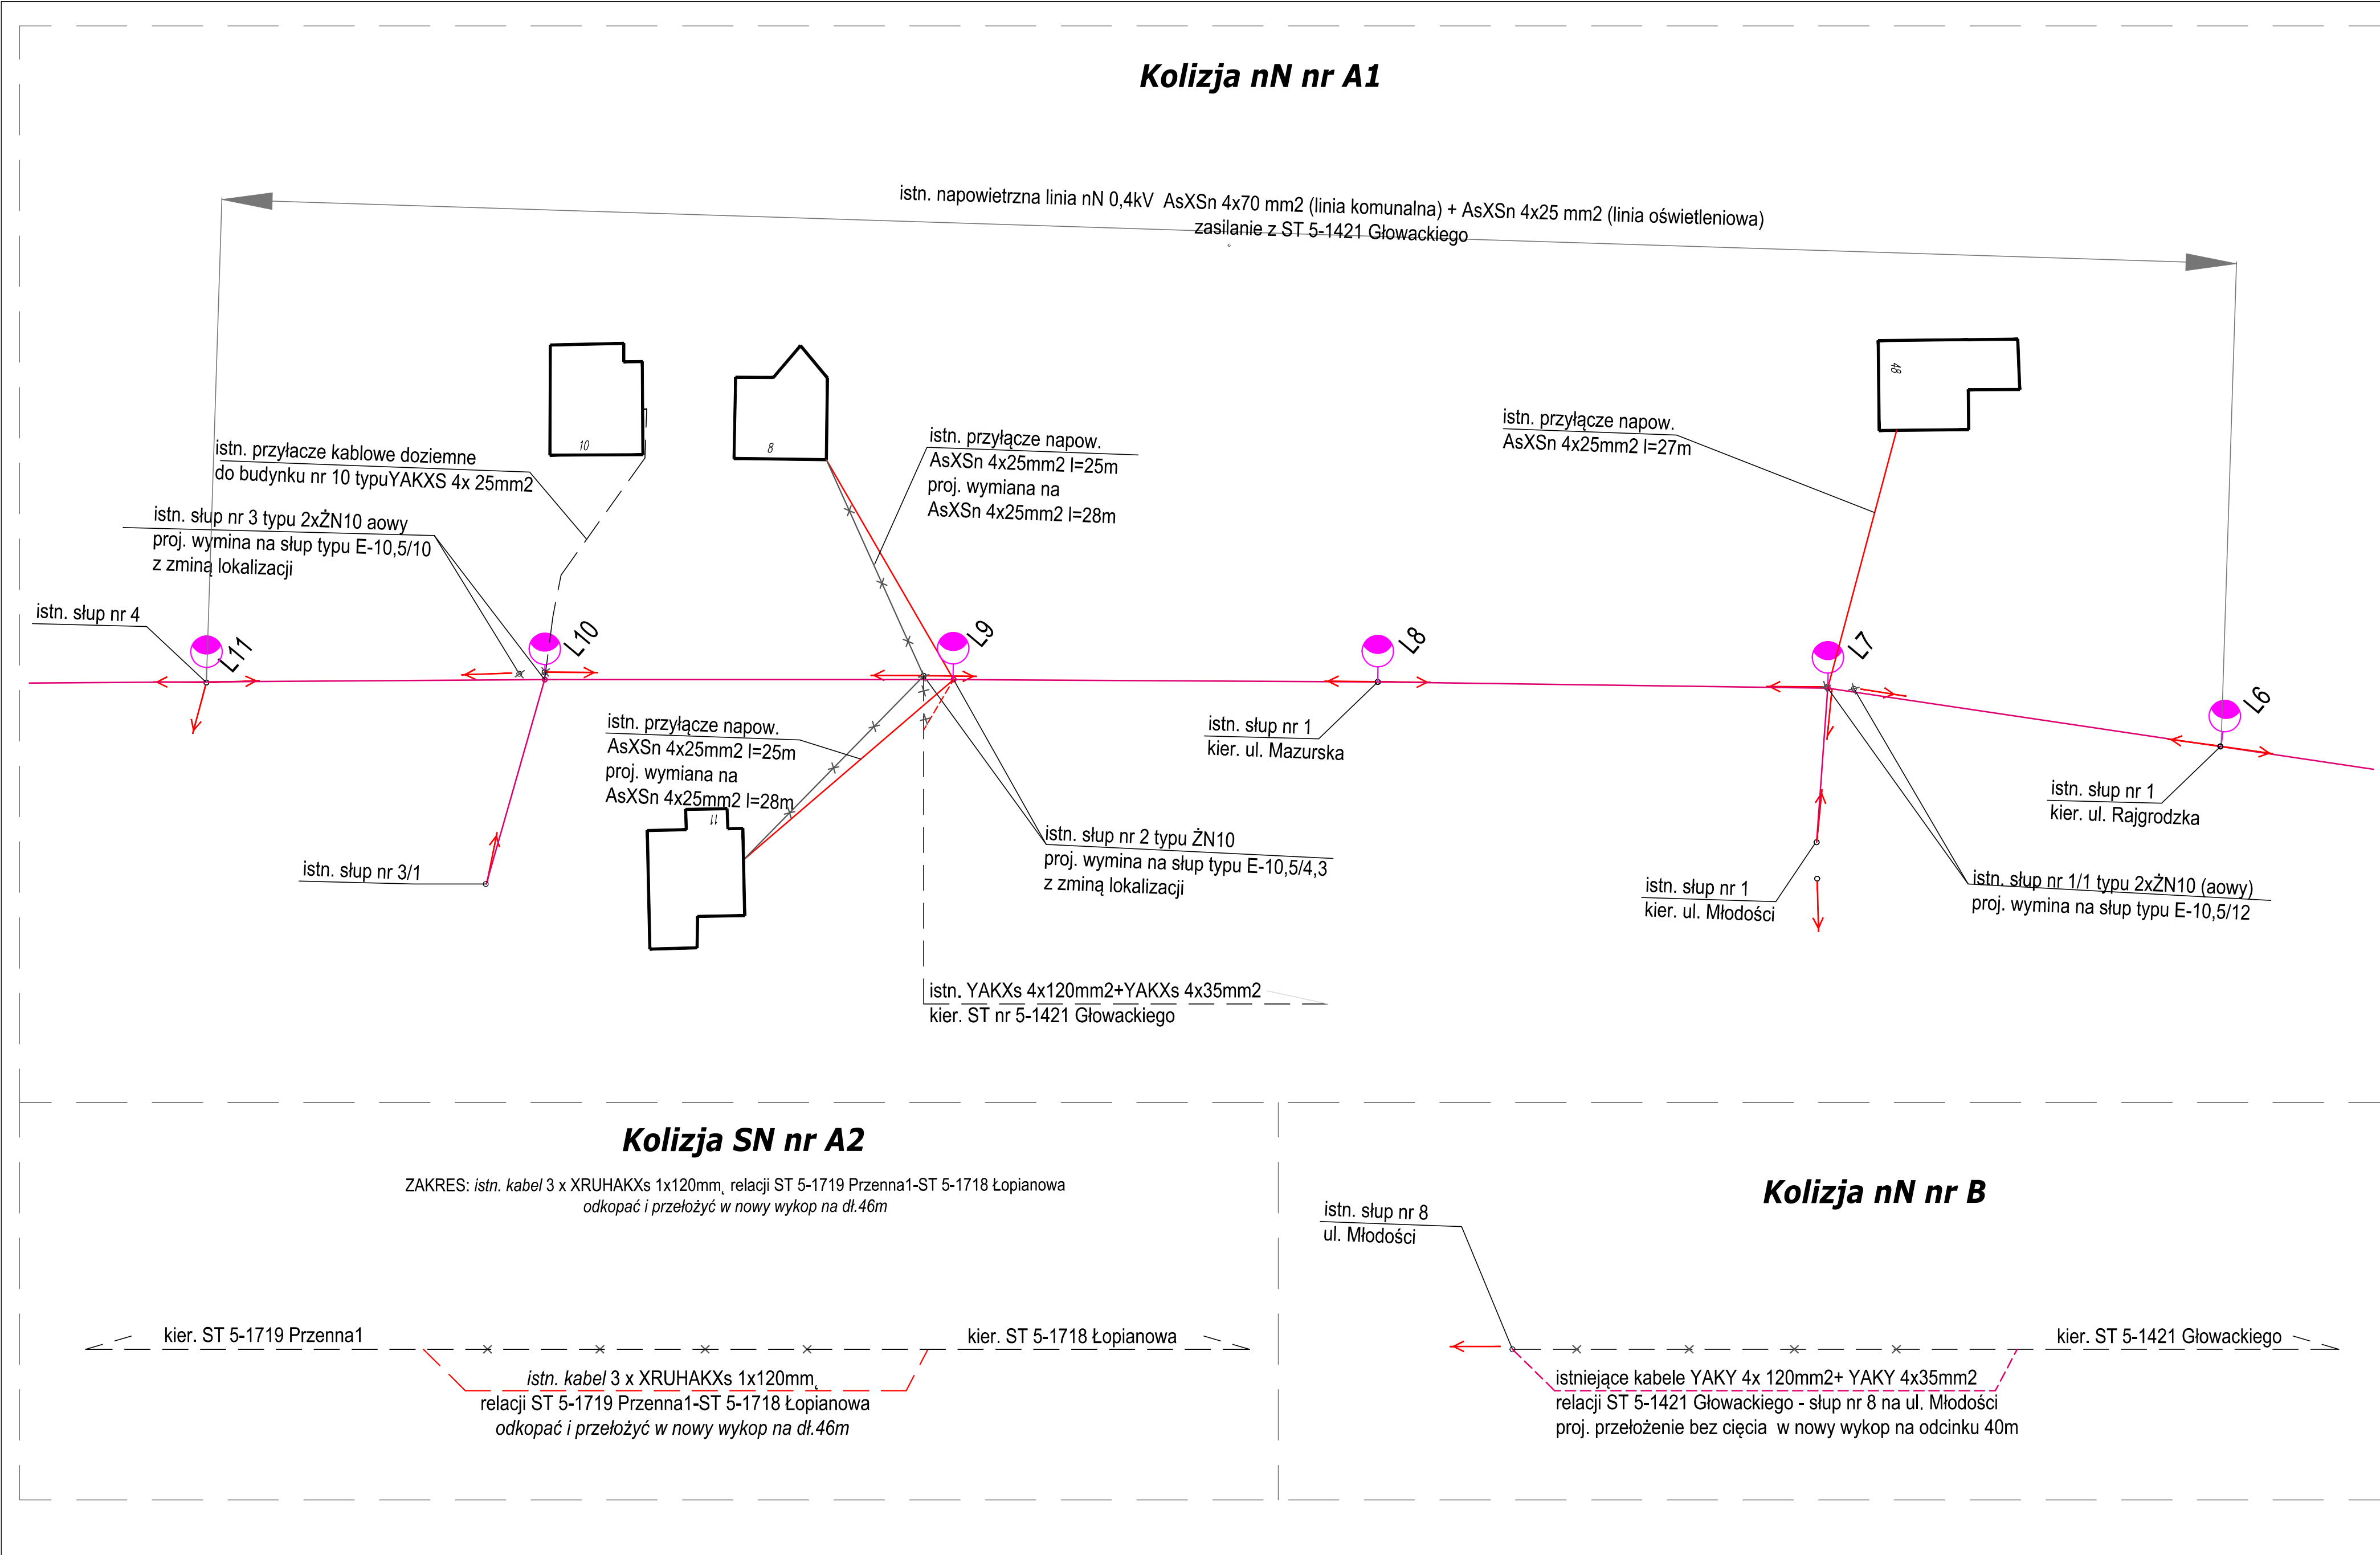 Kolizja nN nr A1
istn. napowietrzna linia nN 0,4kV AsXSn 4x70 mm2 (linia komunalna) + AsXSn 4x25 mm2 (linia oświetleniowa)
zasilanie z ST 5-1421 Głowackiego
10
8
48
istn. przyłącze napow.
AsXSn 4x25mm2 l=27m
istn. przyłącze napow.
AsXSn 4x25mm2 l=25m
proj. wymiana na
AsXSn 4x25mm2 l=28m
istn. przyłacze kablowe doziemne
do budynku nr 10 typuYAKXS 4x 25mm2
istn. słup nr 3 typu 2xŻN10 aowy
proj. wymina na słup typu E-10,5/10
z zminą lokalizacji
istn. słup nr 4
L11
L10
L9
L8
L7
L6
istn. przyłącze napow.
AsXSn 4x25mm2 l=25m
proj. wymiana na
AsXSn 4x25mm2 l=28m
11
istn. słup nr 1
kier. ul. Mazurska
istn. słup nr 1
kier. ul. Rajgrodzka
istn. słup nr 3/1
istn. słup nr 2 typu ŻN10
proj. wymina na słup typu E-10,5/4,3
z zminą lokalizacji
istn. słup nr 1
kier. ul. Młodości
istn. słup nr 1/1 typu 2xŻN10 (aowy)
proj. wymina na słup typu E-10,5/12
istn. YAKXs 4x120mm2+YAKXs 4x35mm2
kier. ST nr 5-1421 Głowackiego
Kolizja SN nr A2
ZAKRES: istn. kabel 3 x XRUHAKXs 1x120mm˛ relacji ST 5-1719 Przenna1-ST 5-1718 Łopianowa
odkopać i przełożyć w nowy wykop na dł.46m
kier. ST 5-1719 Przenna1
kier. ST 5-1718 Łopianowa
istn. kabel 3 x XRUHAKXs 1x120mm˛
relacji ST 5-1719 Przenna1-ST 5-1718 Łopianowa
odkopać i przełożyć w nowy wykop na dł.46m
Kolizja nN nr B
istn. słup nr 8
ul. Młodości
kier. ST 5-1421 Głowackiego
istniejące kabele YAKY 4x 120mm2+ YAKY 4x35mm2
relacji ST 5-1421 Głowackiego - słup nr 8 na ul. Młodości
proj. przełożenie bez cięcia w nowy wykop na odcinku 40m